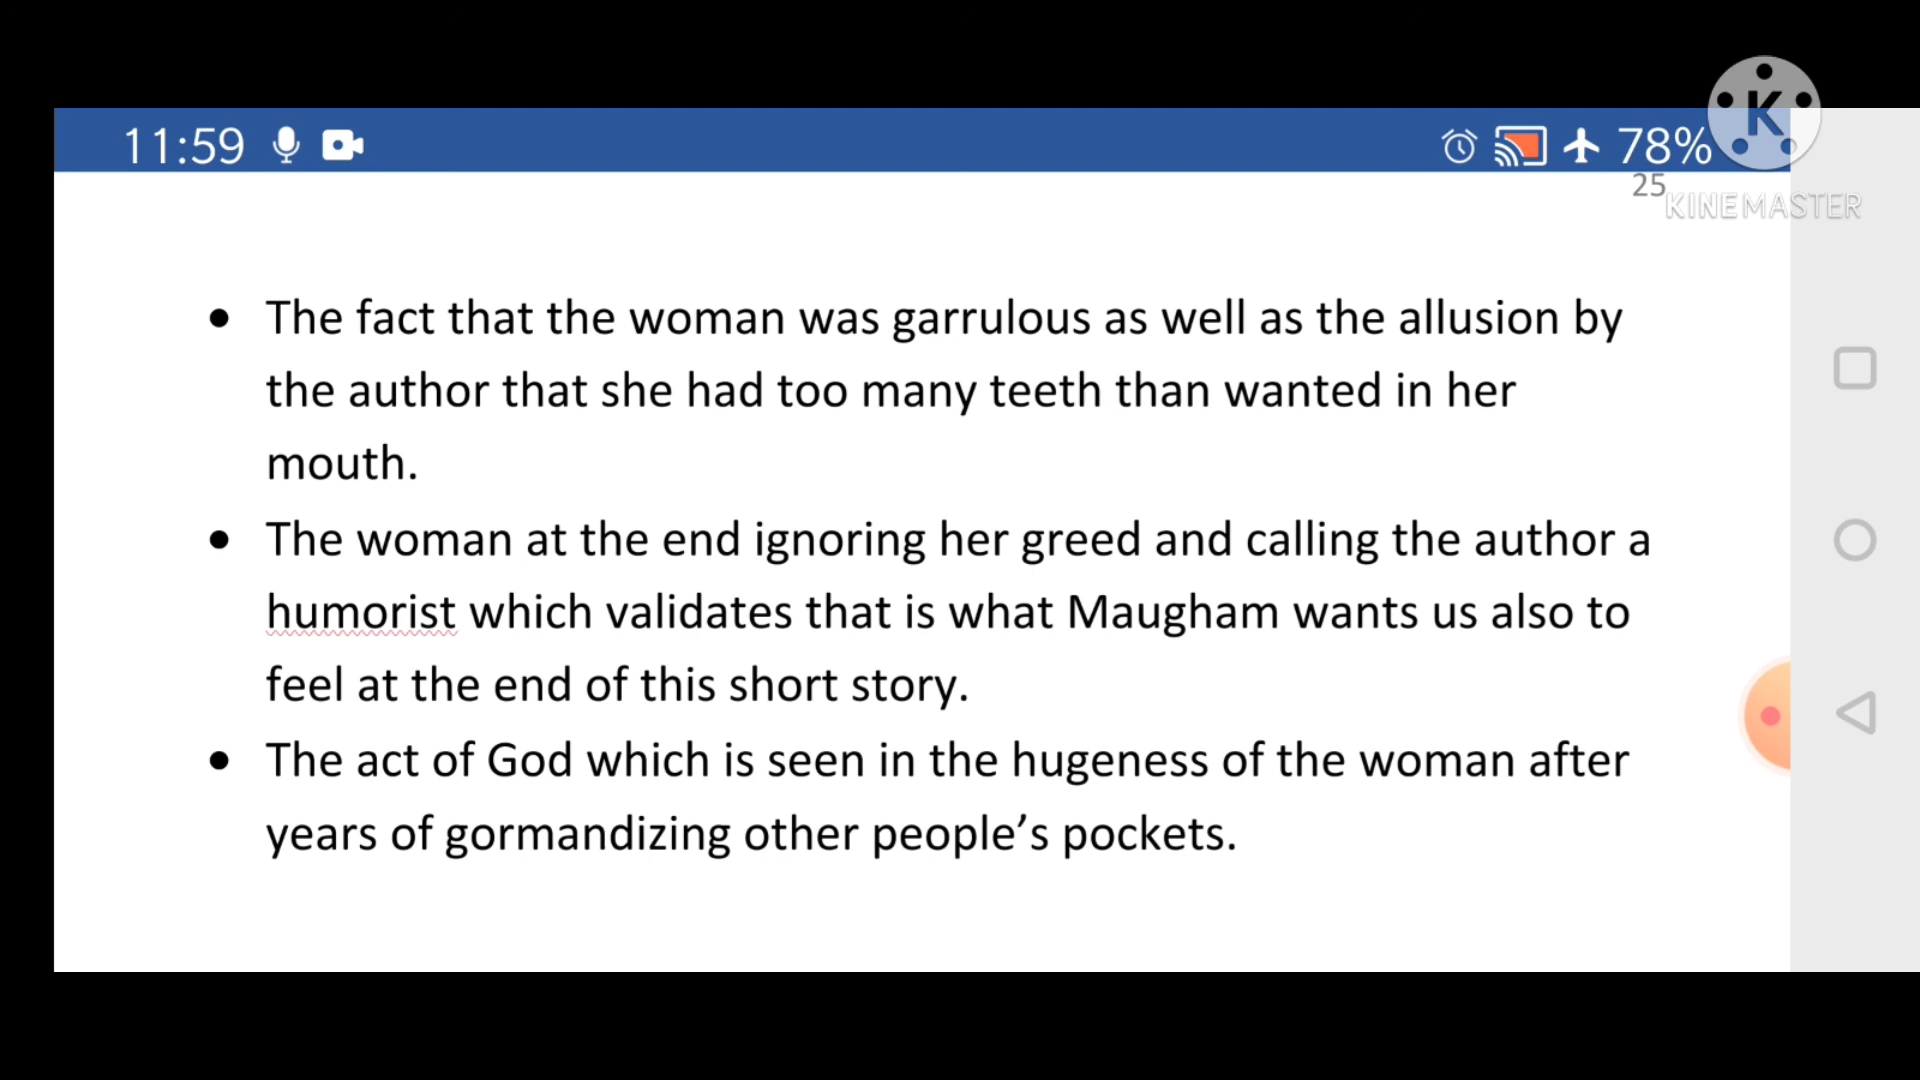 11:59
78%
K
25
KINEMASTER
• The fact that the woman was garrulous as well as the allusion by
the author that she had too many teeth than wanted in her
mouth.
• The woman at the end ignoring her greed and calling the author a
humorist which validates that is what Maugham wants us also to
feel at the end of this short story.
• The act of God which is seen in the hugeness of the woman after
years of gormandizing other people’s pockets.